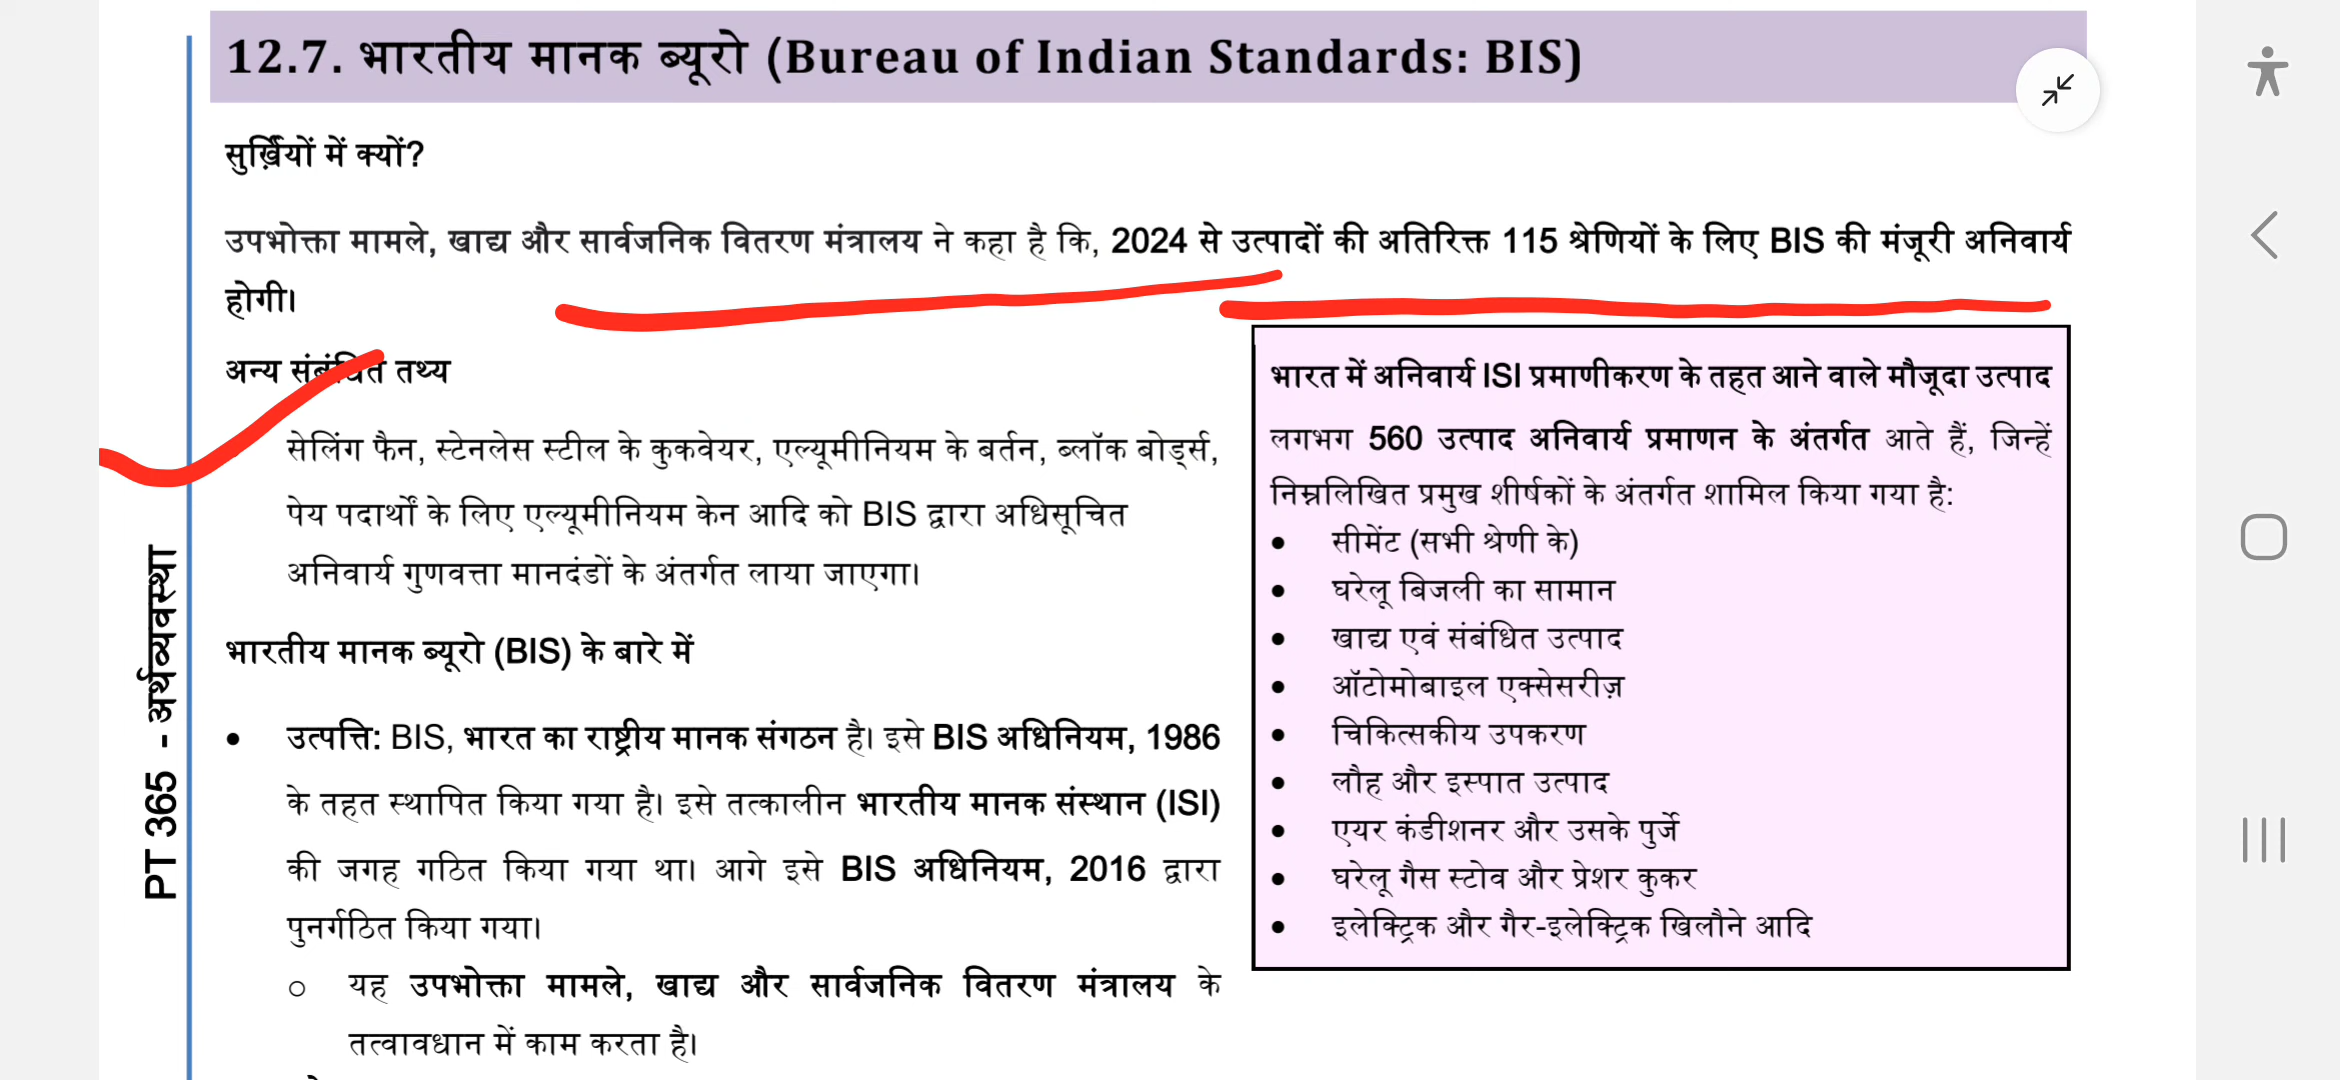 12.7. भारतीय मानक ब्यूरो (Bureau of Indian Standards: BIS)
सुर्ख़ियों में क्यों?
उपभोक्ता मामले, खाद्य और सार्वजनिक वितरण मंत्रालय ने कहा है कि, 2024 से उत्पादों की अतिरिक्त 115 श्रेणियों के लिए BIS की मंजूरी अनिवार्य
होगी।
अन्य संबंधित तथ्य
सेलिंग फैन, स्टेनलेस स्टील के कुकवेयर, एल्यूमीनियम के बर्तन, ब्लॉक बोर्ड्स,
पेय पदार्थों के लिए एल्यूमीनियम केन आदि को BIS द्वारा अधिसूचित
अनिवार्य गुणवत्ता मानदंडों के अंतर्गत लाया जाएगा।
भारतीय मानक ब्यूरो (BIS) के बारे में
• उत्पत्ति: BIS, भारत का राष्ट्रीय मानक संगठन है। इसे BIS अधिनियम, 1986
के तहत स्थापित किया गया है। इसे तत्कालीन भारतीय मानक संस्थान (ISI)
की जगह गठित किया गया था। आगे इसे BIS अधिनियम, 2016 द्वारा
पुनर्गठित किया गया।
○ यह उपभोक्ता मामले, खाद्य और सार्वजनिक वितरण मंत्रालय के
तत्वावधान में काम करता है।
भारत में अनिवार्य ISI प्रमाणीकरण के तहत आने वाले मौजूदा उत्पाद
लगभग 560 उत्पाद अनिवार्य प्रमाणन के अंतर्गत आते हैं, जिन्हें
निम्नलिखित प्रमुख शीर्षकों के अंतर्गत शामिल किया गया है:
• सीमेंट (सभी श्रेणी के)
• घरेलू बिजली का सामान
• खाद्य एवं संबंधित उत्पाद
• ऑटोमोबाइल एक्सेसरीज़
• चिकित्सकीय उपकरण
• लौह और इस्पात उत्पाद
• एयर कंडीशनर और उसके पुर्जे
• घरेलू गैस स्टोव और प्रेशर कुकर
• इलेक्ट्रिक और गैर-इलेक्ट्रिक खिलौने आदि
PT 365 - अर्थव्यवस्था